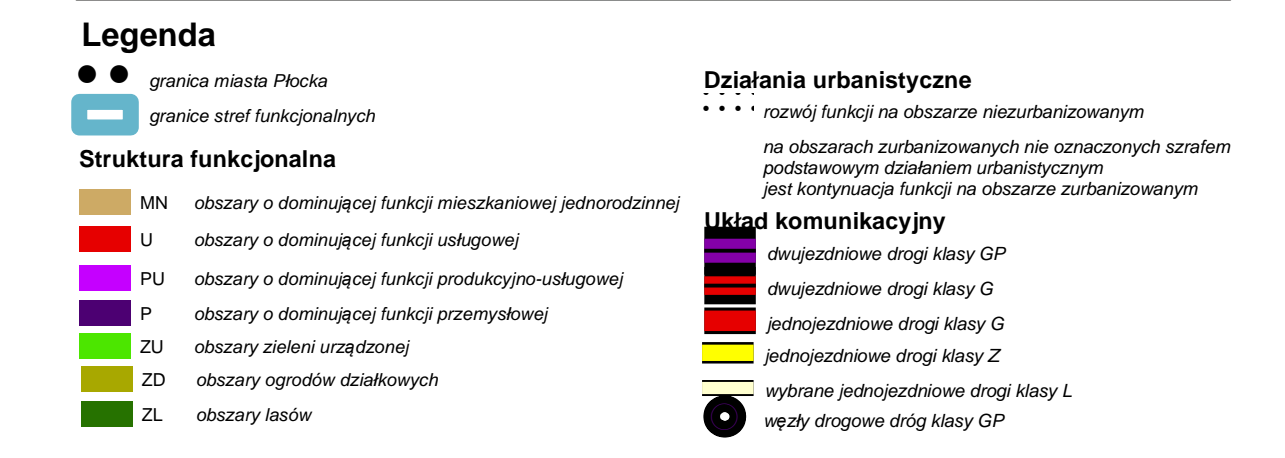 Legenda
granica miasta Płocka
granice stref funkcjonalnych
Struktura funkcjonalna
MN obszary o dominującej funkcji mieszkaniowej jednorodzinnej
U obszary o dominującej funkcji usługowej
PU obszary o dominującej funkcji produkcyjno-usługowej
P obszary o dominującej funkcji przemysłowej
ZU obszary zieleni urządzonej
ZD obszary ogrodów działkowych
ZL obszary lasów
Działania urbanistyczne
rozwój funkcji na obszarze niezurbanizowanym
na obszarach zurbanizowanych nie oznaczonych szrafem
podstawowym działaniem urbanistycznym
jest kontynuacja funkcji na obszarze zurbanizowanym
Układ komunikacyjny
dwujezdniowe drogi klasy GP
dwujezdniowe drogi klasy G
jednojezdniowe drogi klasy G
jednojezdniowe drogi klasy Z
wybrane jednojezdniowe drogi klasy L
węzły drogowe dróg klasy GP